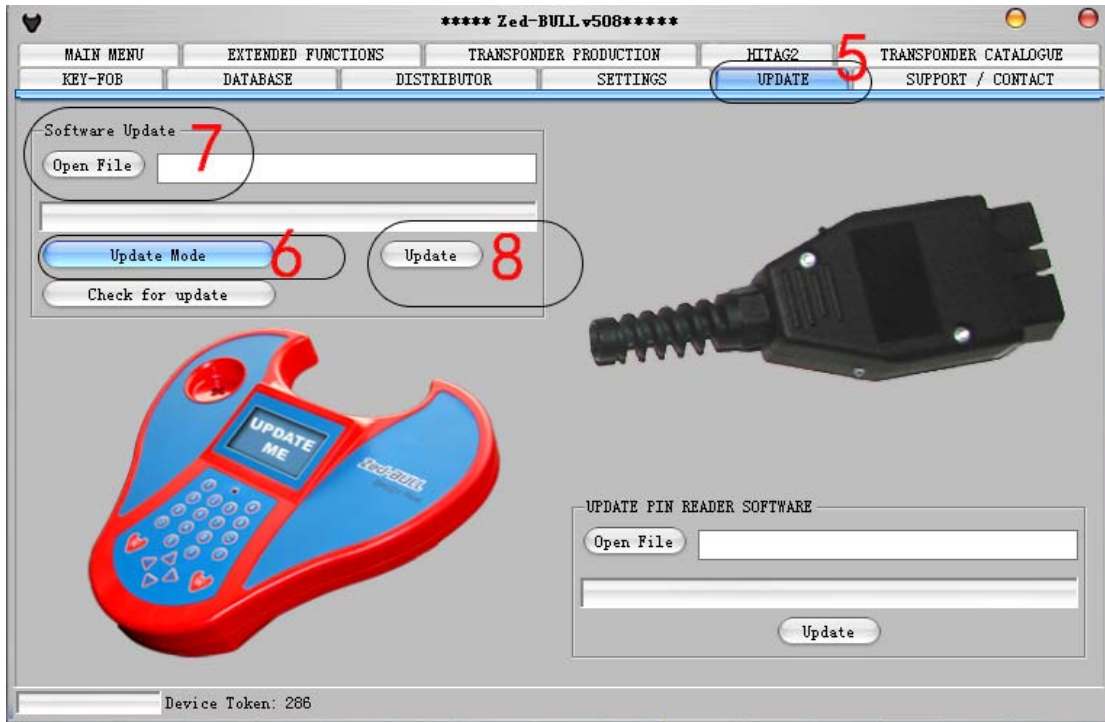 ***** Zed-BULL v508*****
MAIN MENU EXTENDED FUNCTIONS TRANSPONDER PRODUCTION HITAG2 TRANSPONDER CATALOGUE
5
KEY-FOB DATABASE DISTRIBUTOR SETTINGS UPDATE SUPPORT / CONTACT
Software Update
7
Open File
Update Mode 6 Update 8
Check for update
UPDATE
ME
Zed-BULL
UPDATE PIN READER SOFTWARE
Open File
Update
Device Token: 286